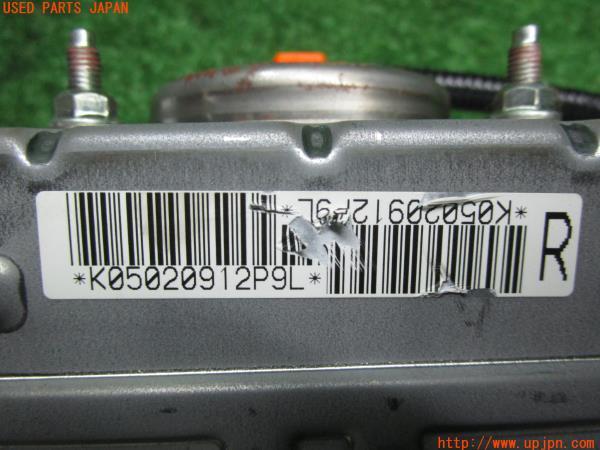 USED PARTS JAPAN
*K05020912P9L*
*K05020912P9L*
R
http://www.upjpn.com/